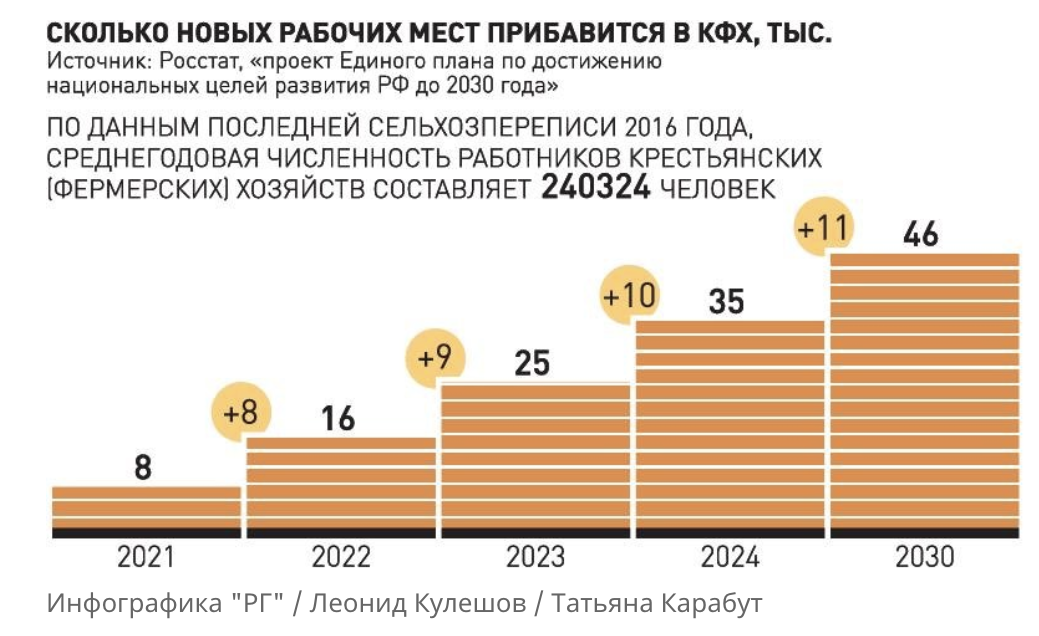 СКОЛЬКО НОВЫХ РАБОЧИХ МЕСТ ПРИБАВИТСЯ В КФХ, ТЫС.
Источник: Росстат, «проект Единого плана по достижению
национальных целей развития РФ до 2030 года»
ПО ДАННЫМ ПОСЛЕДНЕЙ СЕЛЬХОЗПЕРЕПИСИ 2016 ГОДА,
СРЕДНЕГОДОВАЯ ЧИСЛЕННОСТЬ РАБОТНИКОВ КРЕСТЬЯНСКИХ
(ФЕРМЕРСКИХ) ХОЗЯЙСТВ СОСТАВЛЯЕТ 240324 ЧЕЛОВЕК
+11 46
+10 35
+9 25
+8 16
8
2021 2022 2023 2024 2030
Инфографика "РГ" / Леонид Кулешов / Татьяна Карабут